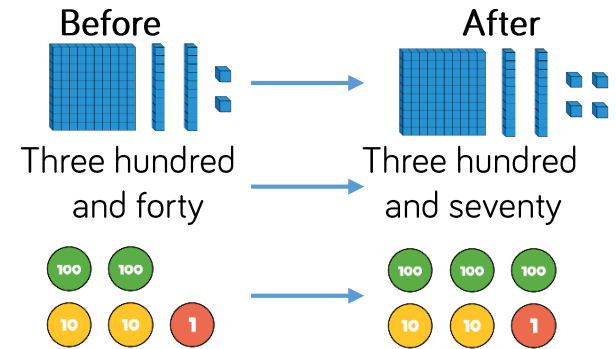 Before After
Three hundred Three hundred
and forty and seventy
100 100 100 100 100
10 10 1 10 10 1